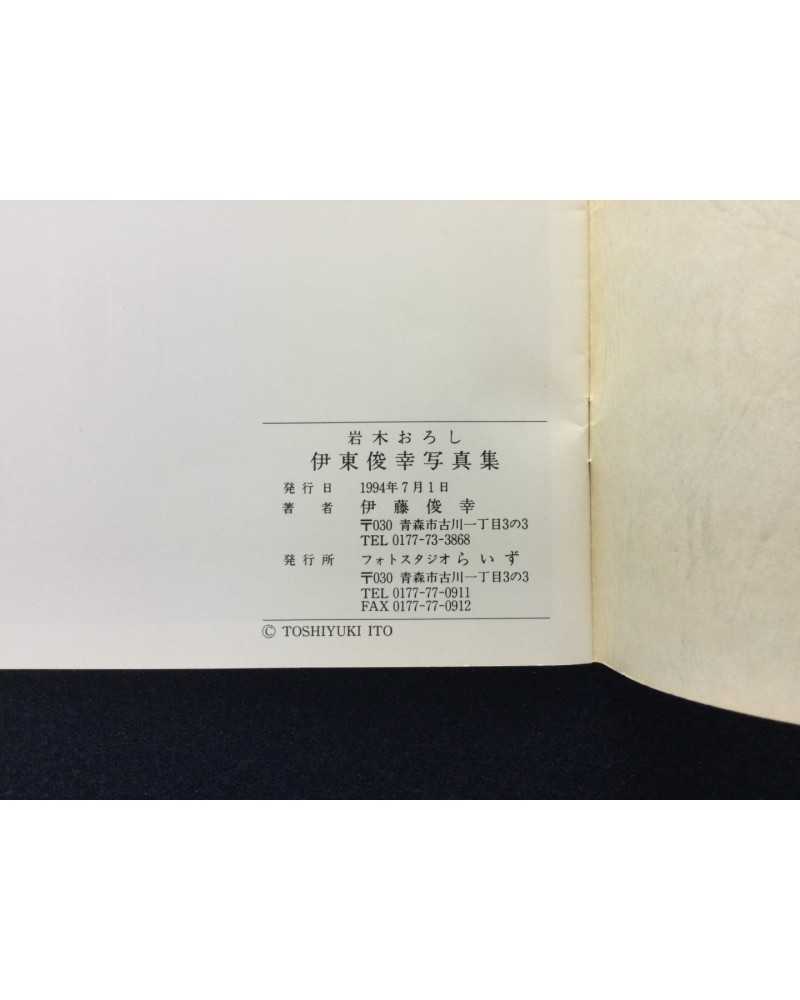 岩木おろし
伊東俊幸写真集
発行日 1994年7月1日
著者 伊藤俊幸
〒030 青森市古川一丁目3の3
TEL 0177-73-3868
発行所 フォトスタジオらいず
〒030 青森市古川一丁目3の3
TEL 0177-77-0911
FAX 0177-77-0912
© TOSHIYUKI ITO